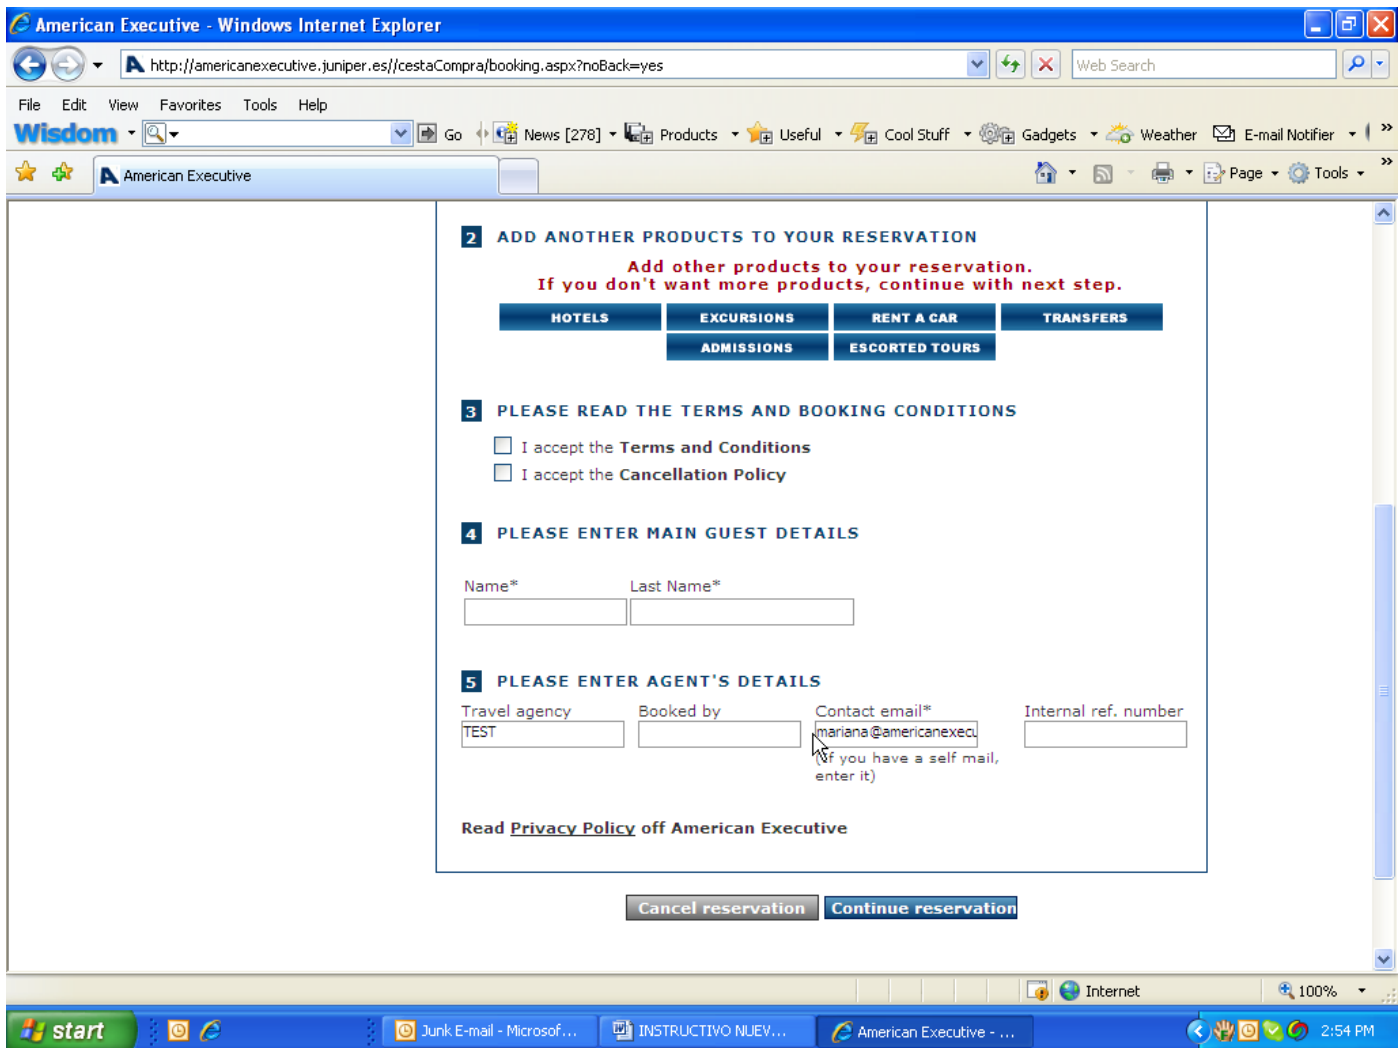 American Executive - Windows Internet Explorer
http://americanexecutive.juniper.es//cestaCompra/booking.aspx?noBack=yes
Web Search
File Edit View Favorites Tools Help
Wisdom Go News [278] Products Useful Cool Stuff Gadgets Weather E-mail Notifier »
American Executive
Page Tools »
2 ADD ANOTHER PRODUCTS TO YOUR RESERVATION
Add other products to your reservation.
If you don't want more products, continue with next step.
HOTELS EXCURSIONS RENT A CAR TRANSFERS
ADMISSIONS ESCORTED TOURS
3 PLEASE READ THE TERMS AND BOOKING CONDITIONS
I accept the Terms and Conditions
I accept the Cancellation Policy
4 PLEASE ENTER MAIN GUEST DETAILS
Name* Last Name*
5 PLEASE ENTER AGENT'S DETAILS
Travel agency Booked by Contact email* Internal ref. number
TEST mariana@americanexecu
(If you have a self mail,
enter it)
Read Privacy Policy off American Executive
Cancel reservation Continue reservation
Internet 100%
start Junk E-mail - Microsof... INSTRUCTIVO NUEV... American Executive - ... 2:54 PM